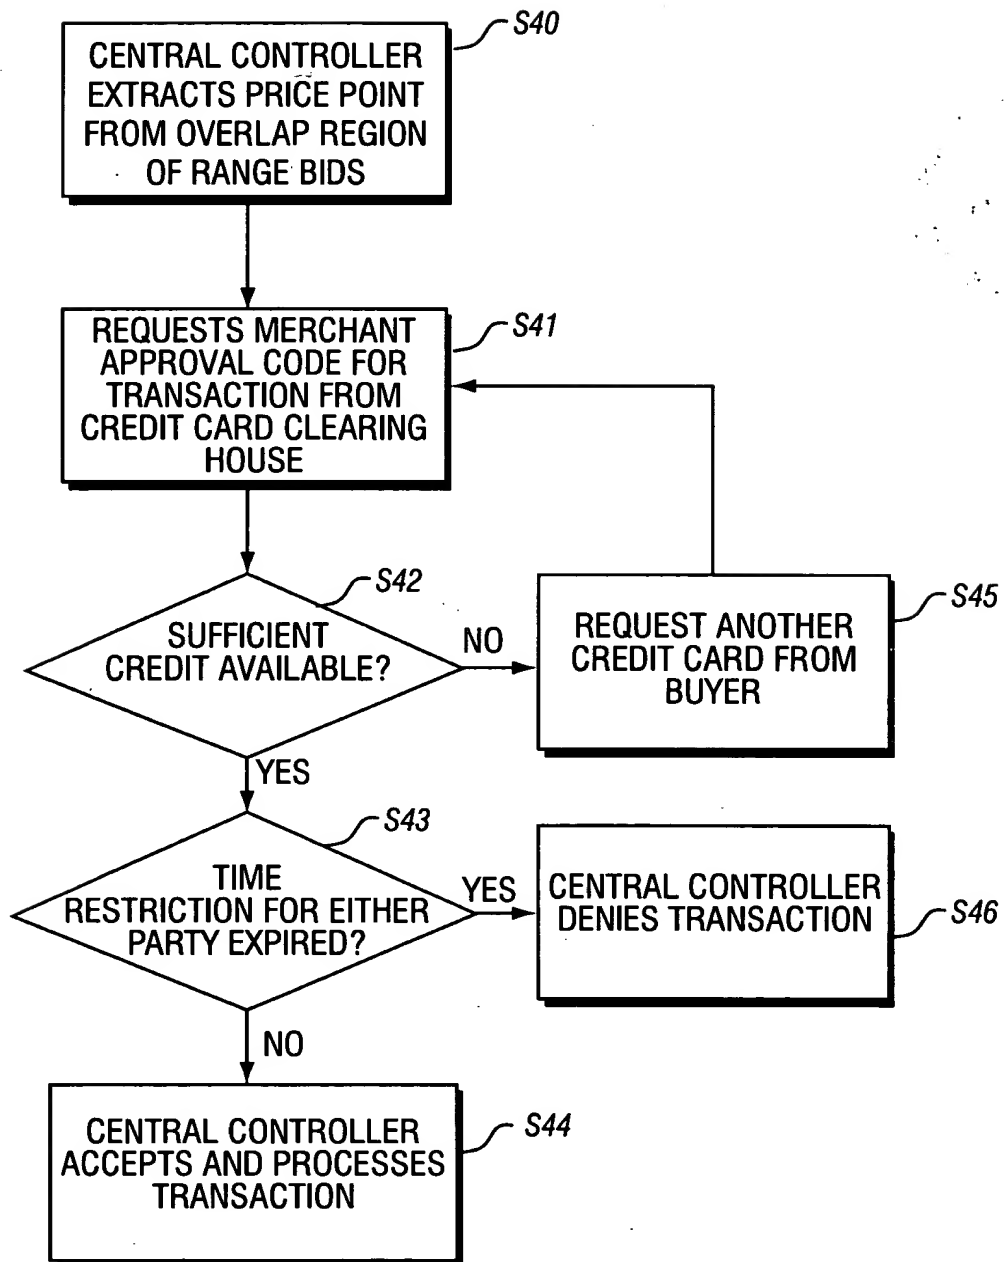 S40
CENTRAL CONTROLLER
EXTRACTS PRICE POINT
FROM OVERLAP REGION
OF RANGE BIDS
S41
REQUESTS MERCHANT
APPROVAL CODE FOR
TRANSACTION FROM
CREDIT CARD CLEARING
HOUSE
S42
SUFFICIENT
CREDIT AVAILABLE?
NO
S45
REQUEST ANOTHER
CREDIT CARD FROM
BUYER
YES
S43
TIME
RESTRICTION FOR EITHER
PARTY EXPIRED?
YES
CENTRAL CONTROLLER
DENIES TRANSACTION
S46
NO
S44
CENTRAL CONTROLLER
ACCEPTS AND PROCESSES
TRANSACTION